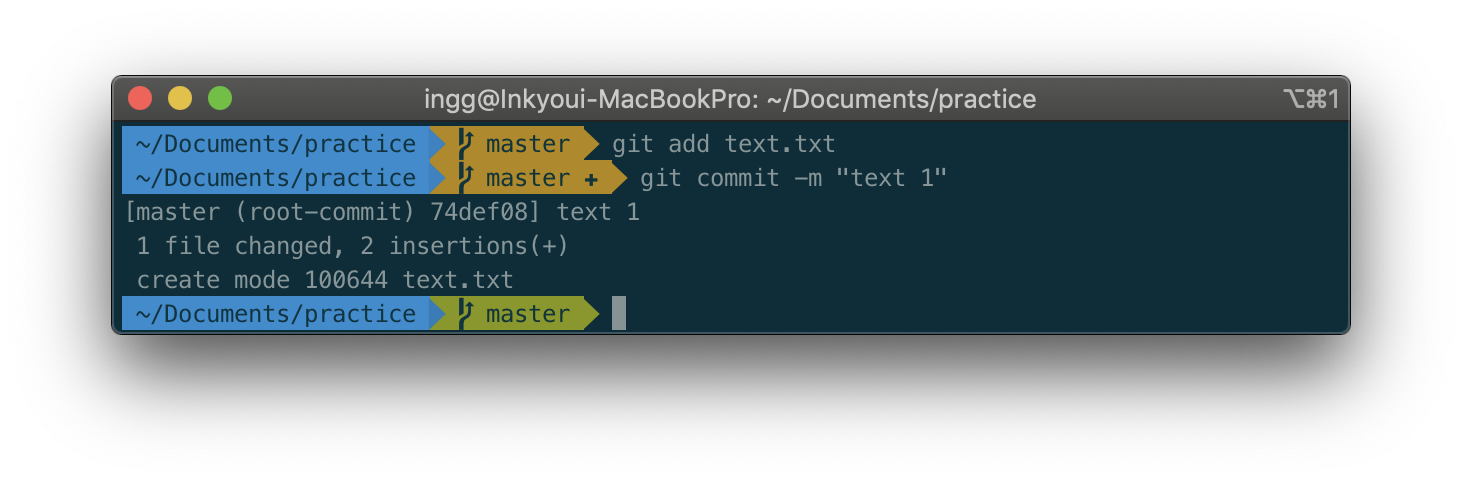 ingg@Inkyoui-MacBookPro: ~/Documents/practice ⌥⌘1
~/Documents/practice master git add text.txt
~/Documents/practice master + git commit -m "text 1"
[master (root-commit) 74def08] text 1
1 file changed, 2 insertions(+)
create mode 100644 text.txt
~/Documents/practice master